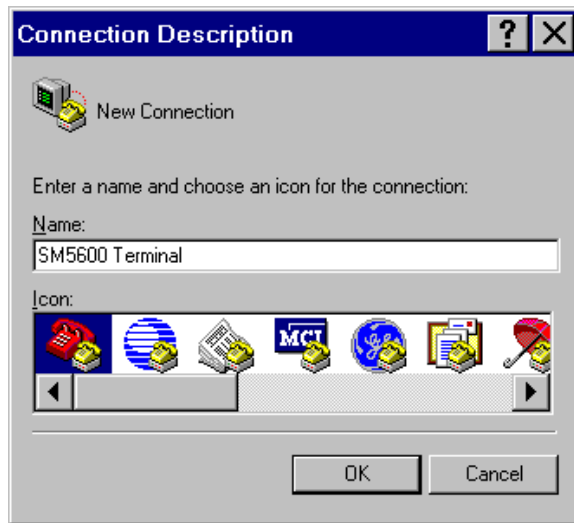 Connection Description
New Connection
Enter a name and choose an icon for the connection:
Name:
SM5600 Terminal
Icon:
MCI
OK Cancel